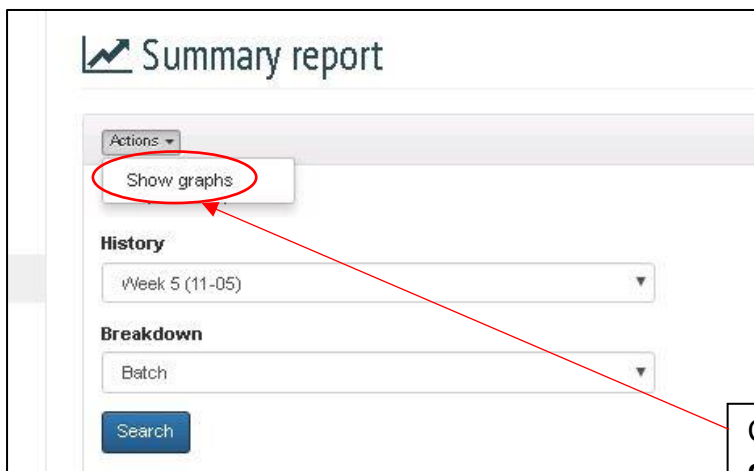 Summary report
Actions
Show graphs
History
Week 5 (11-05)
Breakdown
Batch
Search